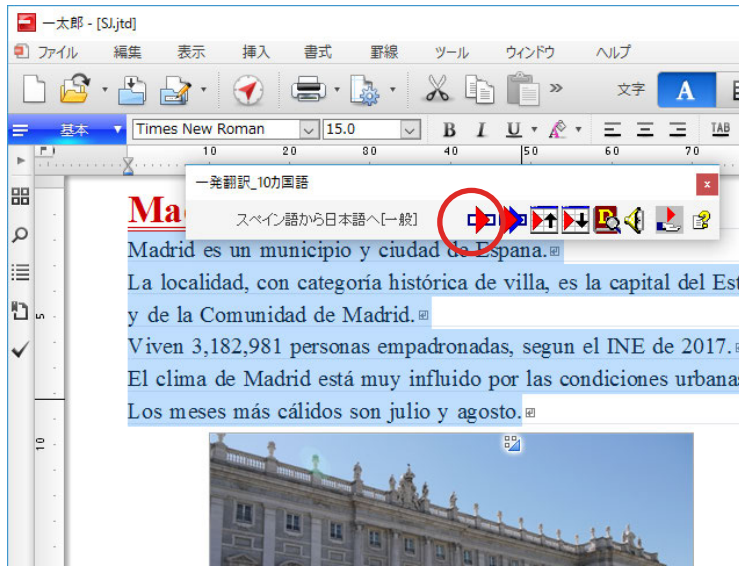 一太郎 - [SJ.jtd]
ファイル 編集 表示 挿入 書式 罫線 ツール ウィンドウ ヘルプ
文字 A
基本 Times New Roman 15.0 B I U A TAB
10 20 30 40 50 60 70
一発翻訳_10カ国語 x
スペイン語から日本語へ[一般]
Ma
Madrid es un municipio y ciudad de Espana.
La localidad, con categoría histórica de villa, es la capital del Est
y de la Comunidad de Madrid.
Viven 3,182,981 personas empadronadas, segun el INE de 2017.
El clima de Madrid está muy influido por las condiciones urbanas
Los meses más cálidos son julio y agosto.
5
10